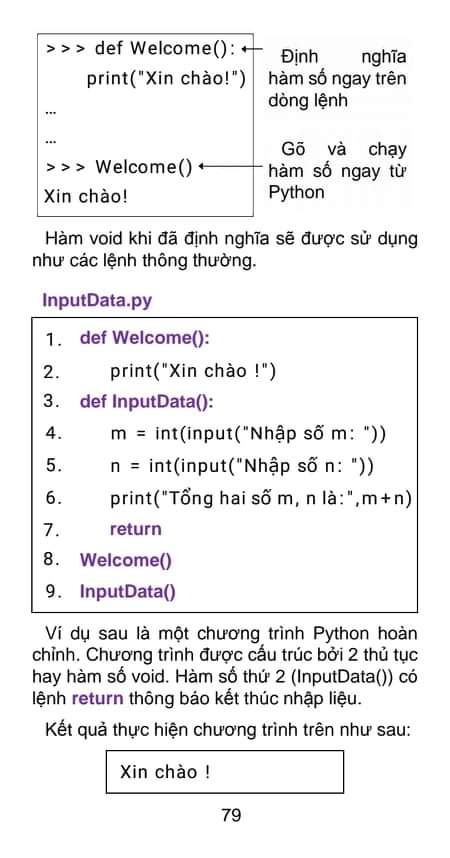 > > > def Welcome():
print("Xin chào!")
...
...
> > > Welcome()
Xin chào!
Định nghĩa
hàm số ngay trên
dòng lệnh
Gõ và chạy
hàm số ngay từ
Python
Hàm void khi đã định nghĩa sẽ được sử dụng
như các lệnh thông thường.
InputData.py
1. def Welcome():
2. print("Xin chào !")
3. def InputData():
4. m = int(input("Nhập số m: "))
5. n = int(input("Nhập số n: "))
6. print("Tổng hai số m, n là:",m+n)
7. return
8. Welcome()
9. InputData()
Ví dụ sau là một chương trình Python hoàn
chỉnh. Chương trình được cấu trúc bởi 2 thủ tục
hay hàm số void. Hàm số thứ 2 (InputData()) có
lệnh return thông báo kết thúc nhập liệu.
Kết quả thực hiện chương trình trên như sau:
Xin chào !
79